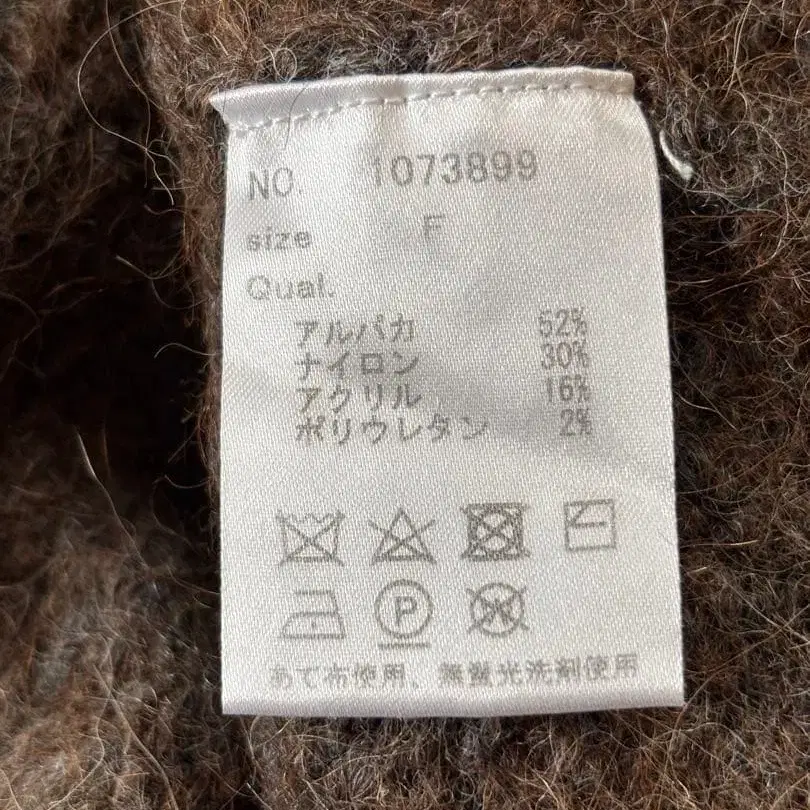 NO. 1073899
size F
Qual.
アルパカ 52%
ナイロン 30%
アクリル 16%
ポリウレタン 2%
P
あて布使用、無蛍光洗剤使用